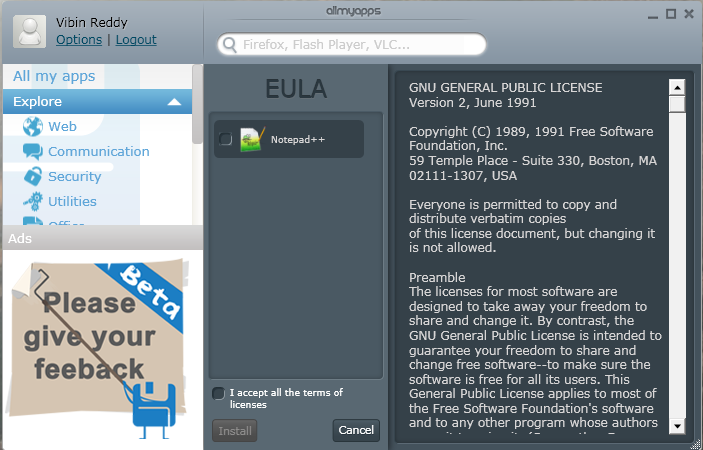 allmyapps
Vibin Reddy
Options | Logout
Firefox, Flash Player, VLC...
All my apps
Explore
Web
Communication
Security
Utilities
Office
Ads
Beta
Please
give your
feeback
EULA
Notepad++
I accept all the terms of
licenses
Install
Cancel
GNU GENERAL PUBLIC LICENSE
Version 2, June 1991
Copyright (C) 1989, 1991 Free Software
Foundation, Inc.
59 Temple Place - Suite 330, Boston, MA
02111-1307, USA
Everyone is permitted to copy and
distribute verbatim copies
of this license document, but changing it
is not allowed.
Preamble
The licenses for most software are
designed to take away your freedom to
share and change it. By contrast, the
GNU General Public License is intended to
guarantee your freedom to share and
change free software--to make sure the
software is free for all its users. This
General Public License applies to most of
the Free Software Foundation's software
and to any other program whose authors